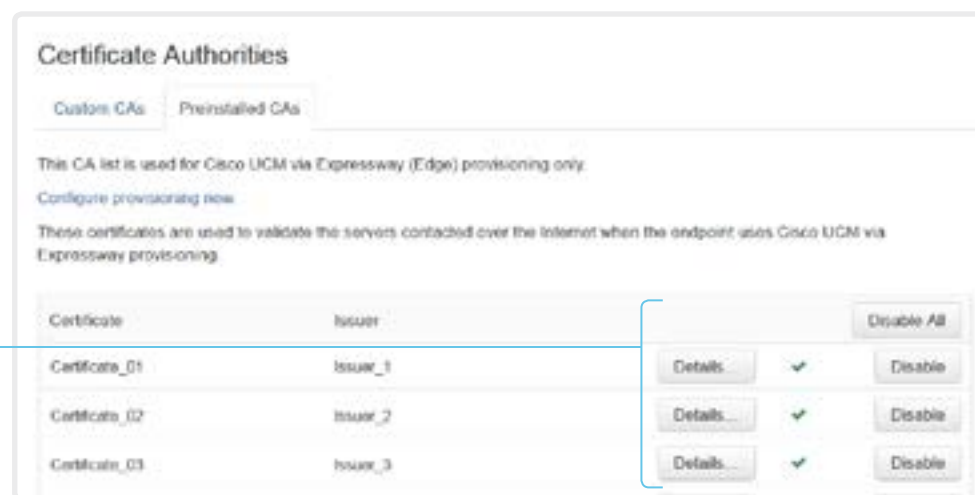 Certificate Authorities
Custom CAs Preinstalled CAs
This CA list is used for Cisco UCM via Expressway (Edge) provisioning only.
Configure provisioning now.
These certificates are used to validate the servers contacted over the Internet when the endpoint uses Cisco UCM via
Expressway provisioning.
Certificate Issuer Disable All
Certificate_01 Issuer_1 Details... Disable
Certificate_02 Issuer_2 Details... Disable
Certificate_03 Issuer_3 Details... Disable